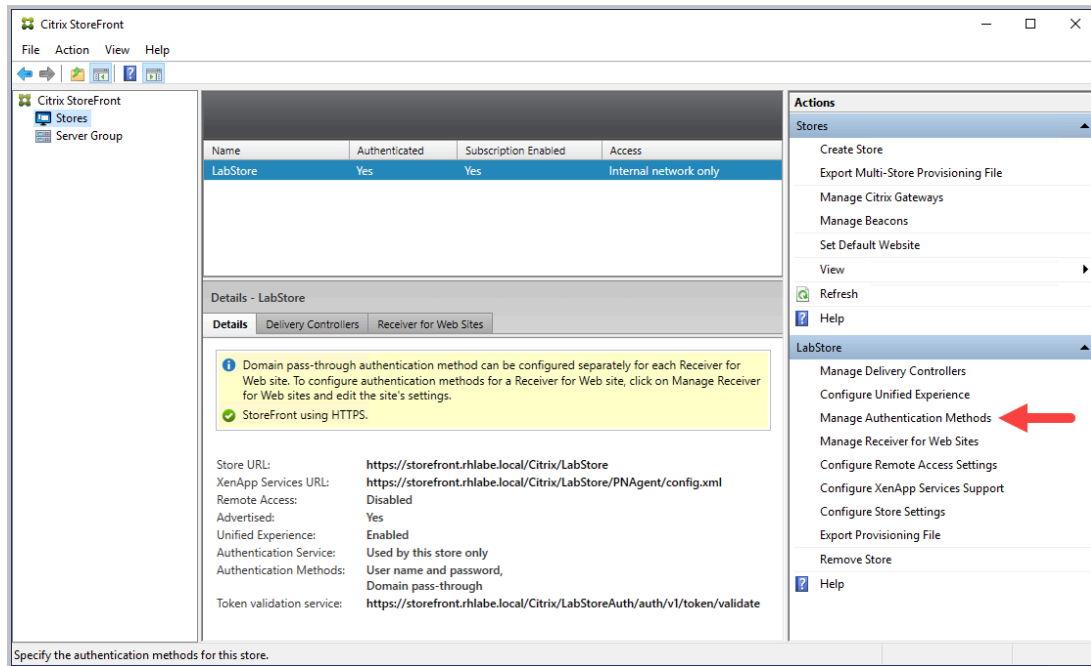 Citrix StoreFront
File Action View Help
Citrix StoreFront
Stores
Server Group
Name Authenticated Subscription Enabled Access
LabStore Yes Yes Internal network only
Details - LabStore
Details Delivery Controllers Receiver for Web Sites
Domain pass-through authentication method can be configured separately for each Receiver for
Web site. To configure authentication methods for a Receiver for Web site, click on Manage Receiver
for Web sites and edit the site's settings.
StoreFront using HTTPS.
Store URL: https://storefront.rhlabe.local/Citrix/LabStore
XenApp Services URL: https://storefront.rhlabe.local/Citrix/LabStore/PNAgent/config.xml
Remote Access: Disabled
Advertised: Yes
Unified Experience: Enabled
Authentication Service: Used by this store only
Authentication Methods: User name and password,
Domain pass-through
Token validation service: https://storefront.rhlabe.local/Citrix/LabStoreAuth/auth/v1/token/validate
Actions
Stores
Create Store
Export Multi-Store Provisioning File
Manage Citrix Gateways
Manage Beacons
Set Default Website
View
Refresh
Help
LabStore
Manage Delivery Controllers
Configure Unified Experience
Manage Authentication Methods
Manage Receiver for Web Sites
Configure Remote Access Settings
Configure XenApp Services Support
Configure Store Settings
Export Provisioning File
Remove Store
Help
Specify the authentication methods for this store.